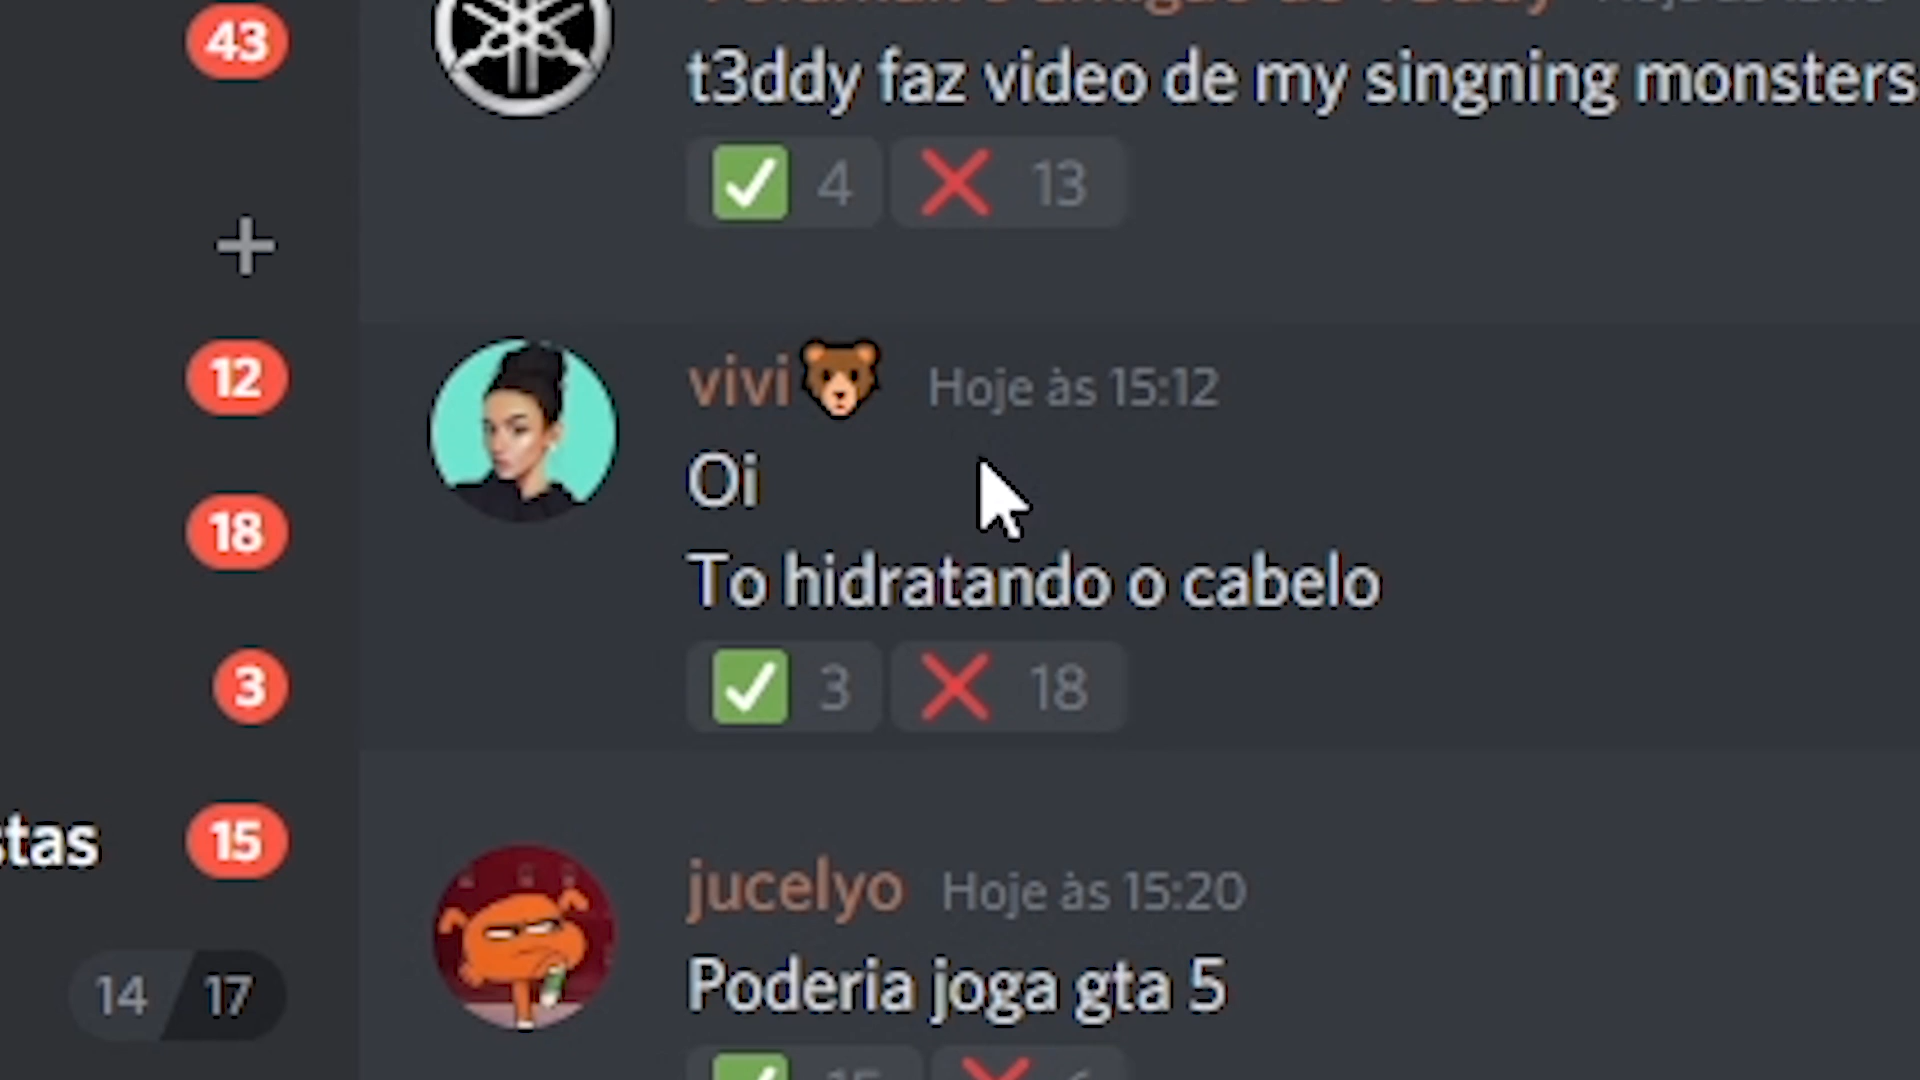 43
t3ddy faz video de my singning monsters
4 13
12
vivi Hoje às 15:12
Oi
18
To hidratando o cabelo
3
3 18
stas 15
jucelyo Hoje às 15:20
14 17
Poderia joga gta 5